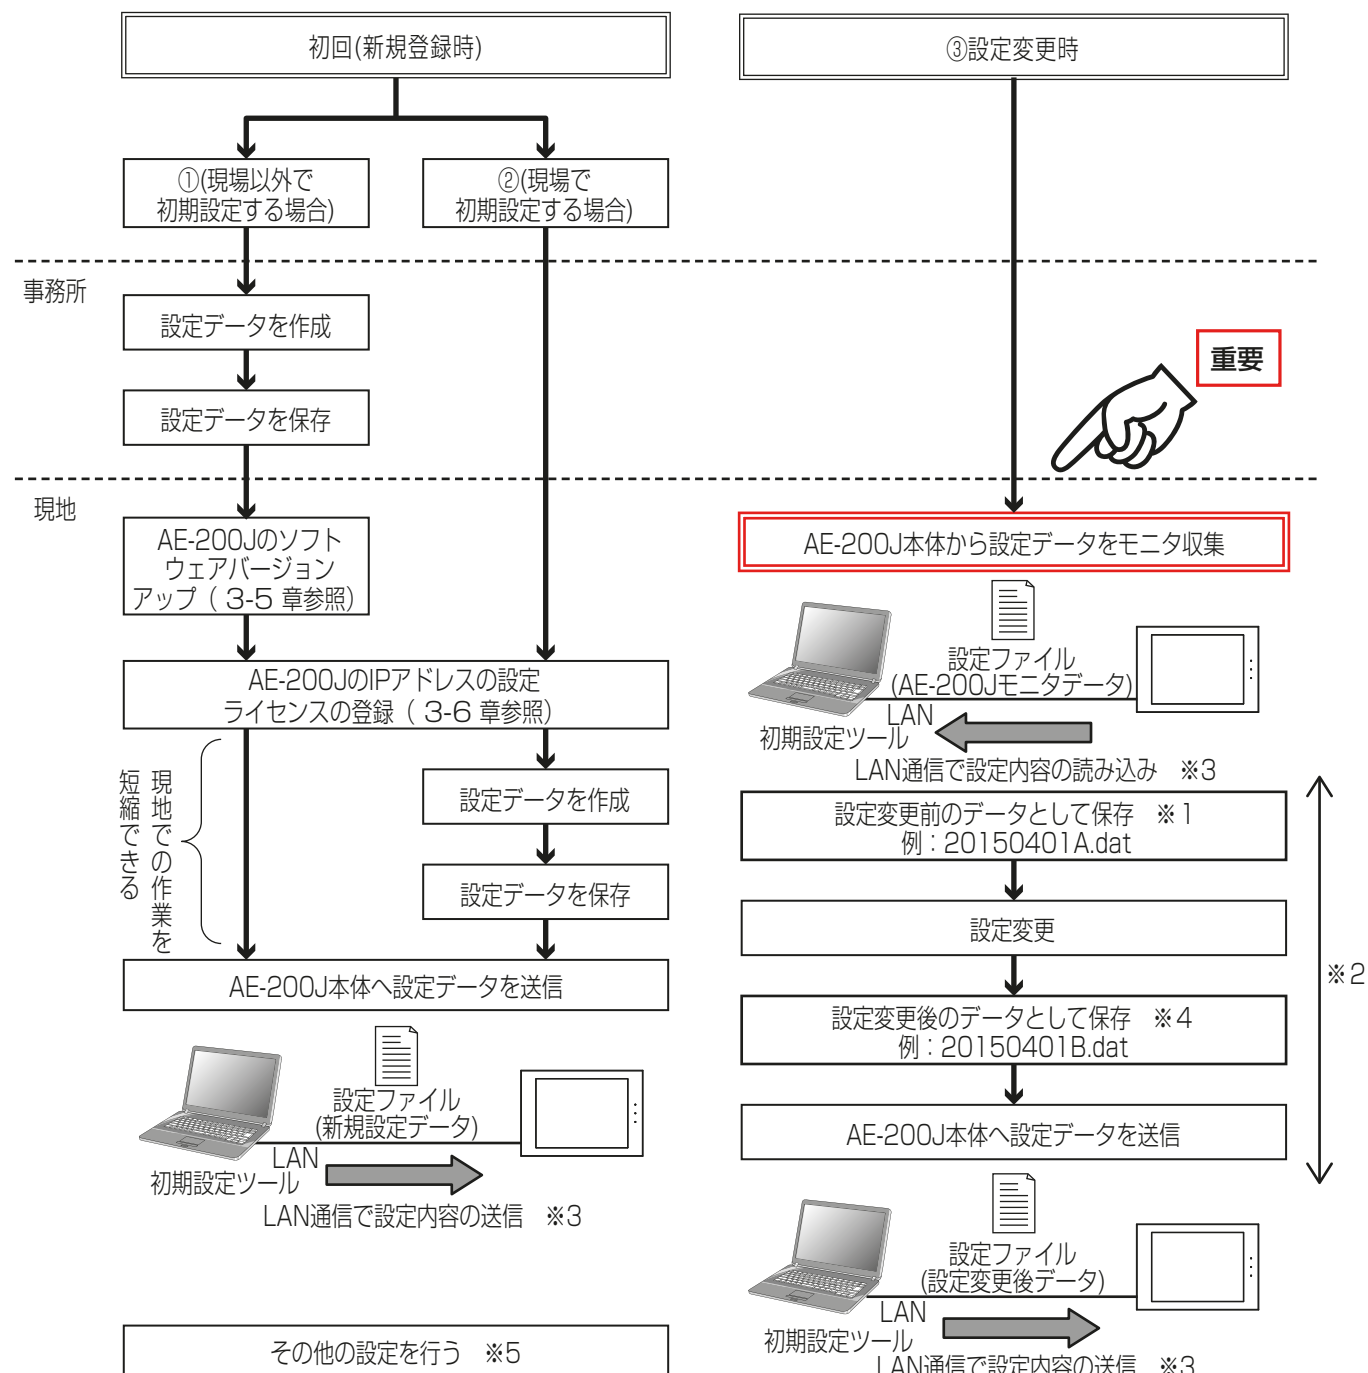 初回(新規登録時)
①(現場以外で
初期設定する場合)
②(現場で
初期設定する場合)
事務所
設定データを作成
設定データを保存
現地
AE-200Jのソフト
ウェアバージョン
アップ（ 3-5 章参照）
AE-200JのIPアドレスの設定
ライセンスの登録（ 3-6 章参照）
現地での作業を
短縮できる
設定データを作成
設定データを保存
AE-200J本体へ設定データを送信
設定ファイル
(新規設定データ)
LAN
初期設定ツール
LAN通信で設定内容の送信 ※3
その他の設定を行う ※5
③設定変更時
重要
AE-200J本体から設定データをモニタ収集
設定ファイル
(AE-200Jモニタデータ)
LAN
初期設定ツール
LAN通信で設定内容の読み込み ※3
設定変更前のデータとして保存 ※1
例：20150401A.dat
設定変更
設定変更後のデータとして保存 ※4
例：20150401B.dat
AE-200J本体へ設定データを送信
※2
設定ファイル
(設定変更後データ)
LAN
初期設定ツール
LAN通信で設定内容の送信 ※3